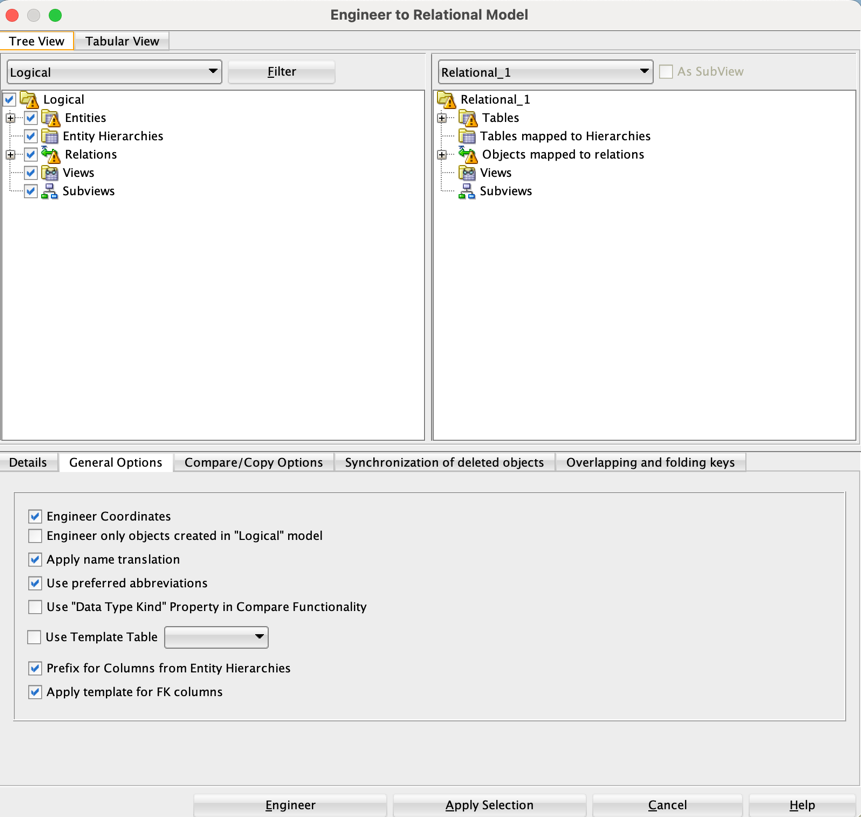 Engineer to Relational Model
Tree View Tabular View
Logical Filter Relational_1 As SubView
Logical
Entities
Entity Hierarchies
Relations
Views
Subviews
Relational_1
Tables
Tables mapped to Hierarchies
Objects mapped to relations
Views
Subviews
Details General Options Compare/Copy Options Synchronization of deleted objects Overlapping and folding keys
Engineer Coordinates
Engineer only objects created in "Logical" model
Apply name translation
Use preferred abbreviations
Use "Data Type Kind" Property in Compare Functionality
Use Template Table
Prefix for Columns from Entity Hierarchies
Apply template for FK columns
Engineer Apply Selection Cancel Help